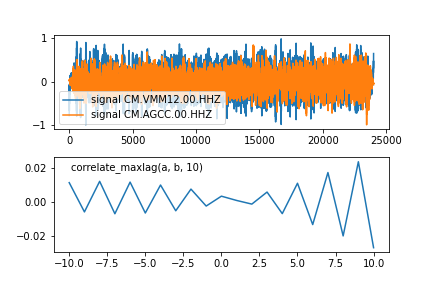 1
0
−1
signal CM.VMM12.00.HHZ
signal CM.AGCC.00.HHZ
0 5000 10000 15000 20000 25000
correlate_maxlag(a, b, 10)
0.02
0.00
−0.02
−10.0 −7.5 −5.0 −2.5 0.0 2.5 5.0 7.5 10.0